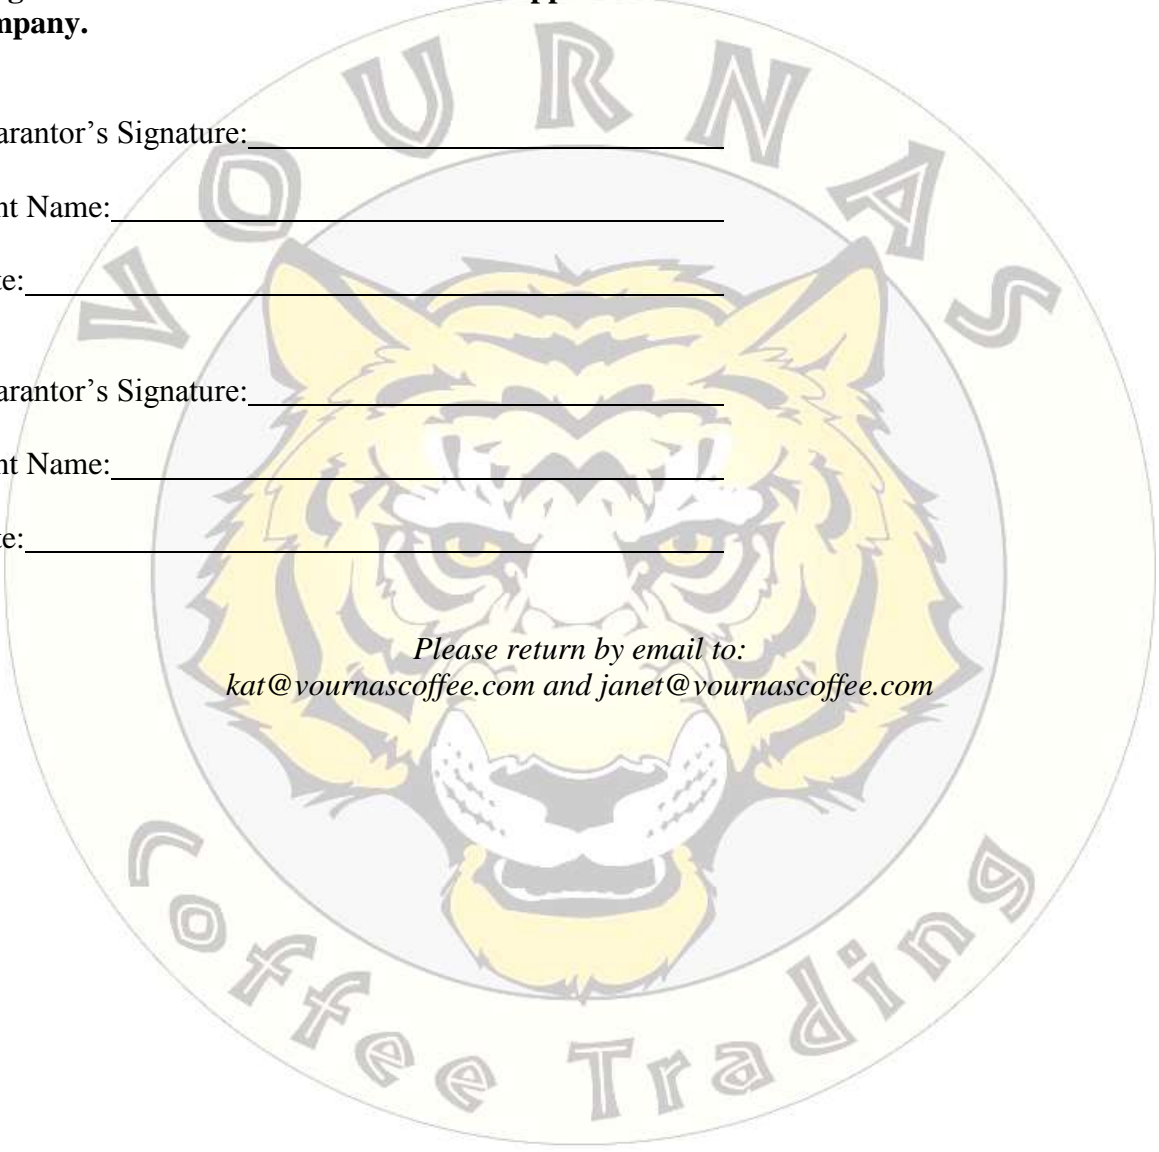 mpany.
arantor's Signature:
nt Name:
te:
arantor's Signature:
nt Name:
te:
Please return by email to:
kat@vournascoffee.com and janet@vournascoffee.com
VOURNAS
Coffee Trading